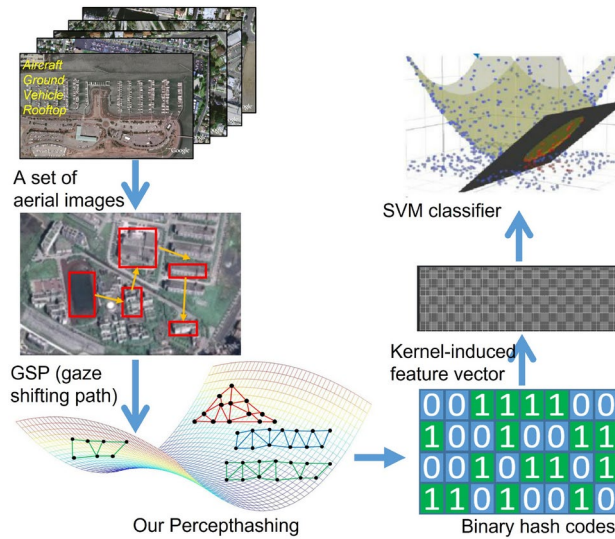 Aircraft
Ground
Vehicle
Rooftop
Google
A set of
aerial images
GSP (gaze
shifting path)
Our Percepthashing
SVM classifier
Kernel-induced
feature vector
0 0 1 1 1 1 0 0
1 0 0 1 0 0 1 1
0 0 1 0 1 1 0 1
1 1 0 1 0 0 1 0
Binary hash codes